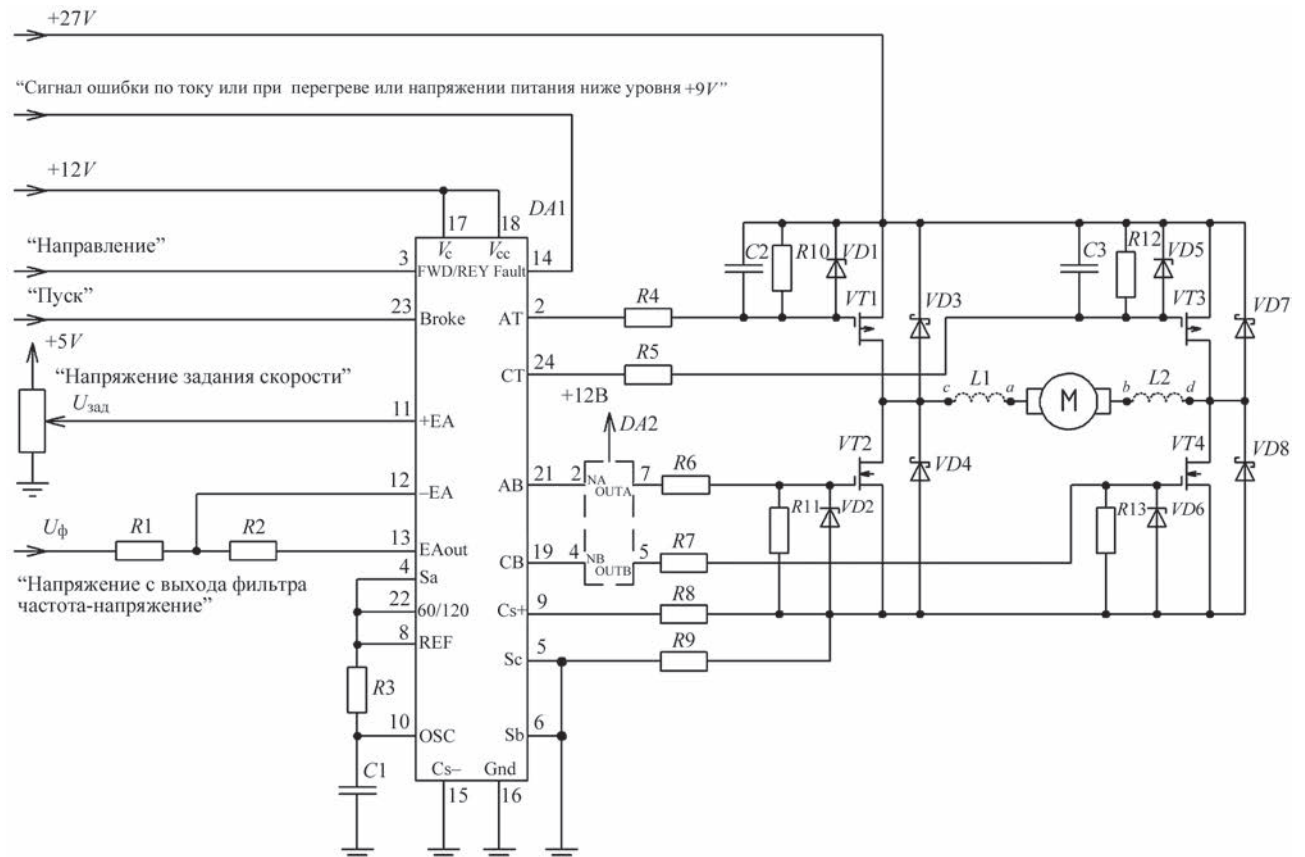 +27V
“Сигнал ошибки по току или при перегреве или напряжении питания ниже уровня +9V”
+12V
17
18
DA1
Vc
Vcc
“Направление”
3
FWD/REY Fault
14
“Пуск”
23
Broke
AT
2
R4
C2
R10
VD1
VT1
VD3
C3
R12
VD5
VT3
VD7
+5V
“Напряжение задания скорости”
Uзад
11
+EA
CT
24
R5
+12В
DA2
c
L1
a
M
b
L2
d
12
–EA
AB
21
2
NA
OUTA
7
R6
VT2
VD4
VT4
VD8
R11
VD2
R13
VD6
Uф
R1
R2
13
EAout
CB
19
4
NB
OUTB
5
R7
“Напряжение с выхода фильтра
частота-напряжение”
4
Sa
22
60/120
Cs+
9
R8
8
REF
Sc
5
R9
R3
10
OSC
Sb
6
C1
Cs–
Gnd
15
16